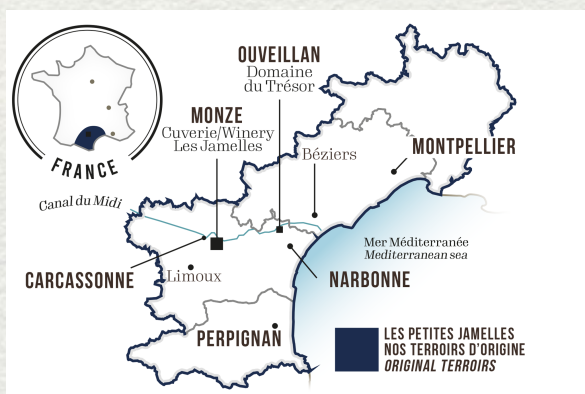 OUVEILLAN
Domaine
du Trésor
MONZE
Cuverie/Winery
Les Jamelles
Béziers
MONTPELLIER
FRANCE
Canal du Midi
Mer Méditerranée
Mediterranean sea
CARCASSONNE
Limoux
NARBONNE
PERPIGNAN
LES PETITES JAMELLES
NOS TERROIRS D'ORIGINE
ORIGINAL TERROIRS